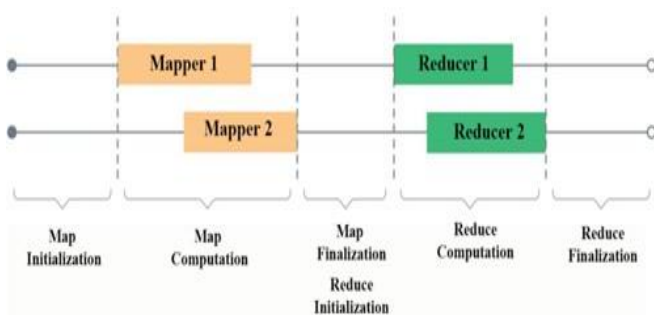 Mapper 1
Reducer 1
Mapper 2
Reducer 2
Map
Initialization
Map
Computation
Map
Finalization
Reduce
Initialization
Reduce
Computation
Reduce
Finalization